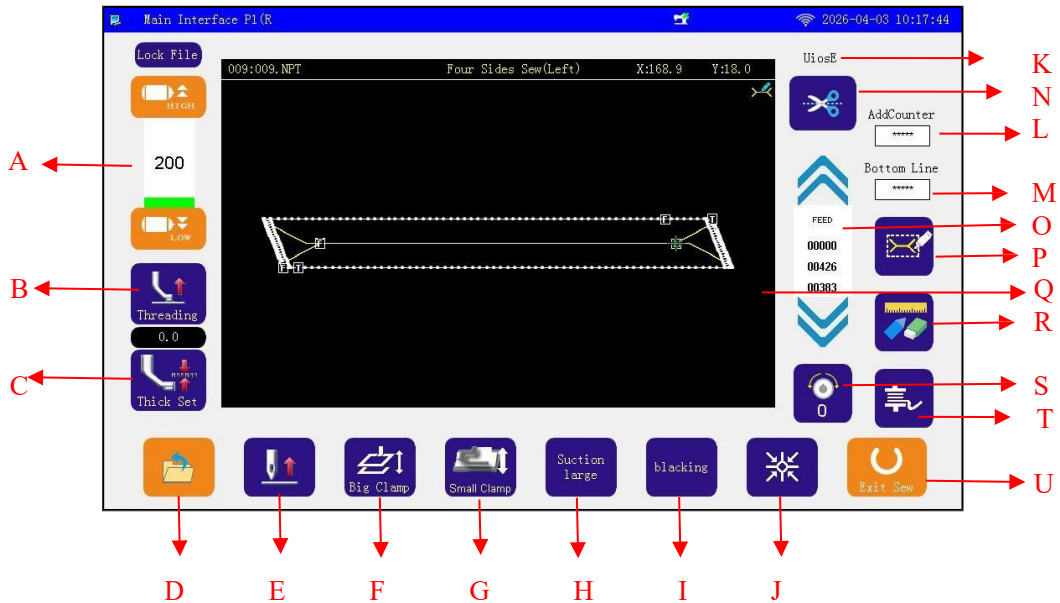 Main Interface P1(R
2026-04-03 10:17:44
Lock File
009:009.NPT Four Sides Sew(Left) X:168.9 Y:18.0
UiosE
K
N
HIGH
AddCounter
L
*****
A
200
Bottom Line
*****
M
LOW
FEED
O
00000
00426
00383
P
F
T
F
F
T
B
Threading
Q
0.0
R
C
Thick Set
S
0
T
Big Clamp
Small Clamp
Suction
large
blacking
Exit Sew
U
D
E
F
G
H
I
J